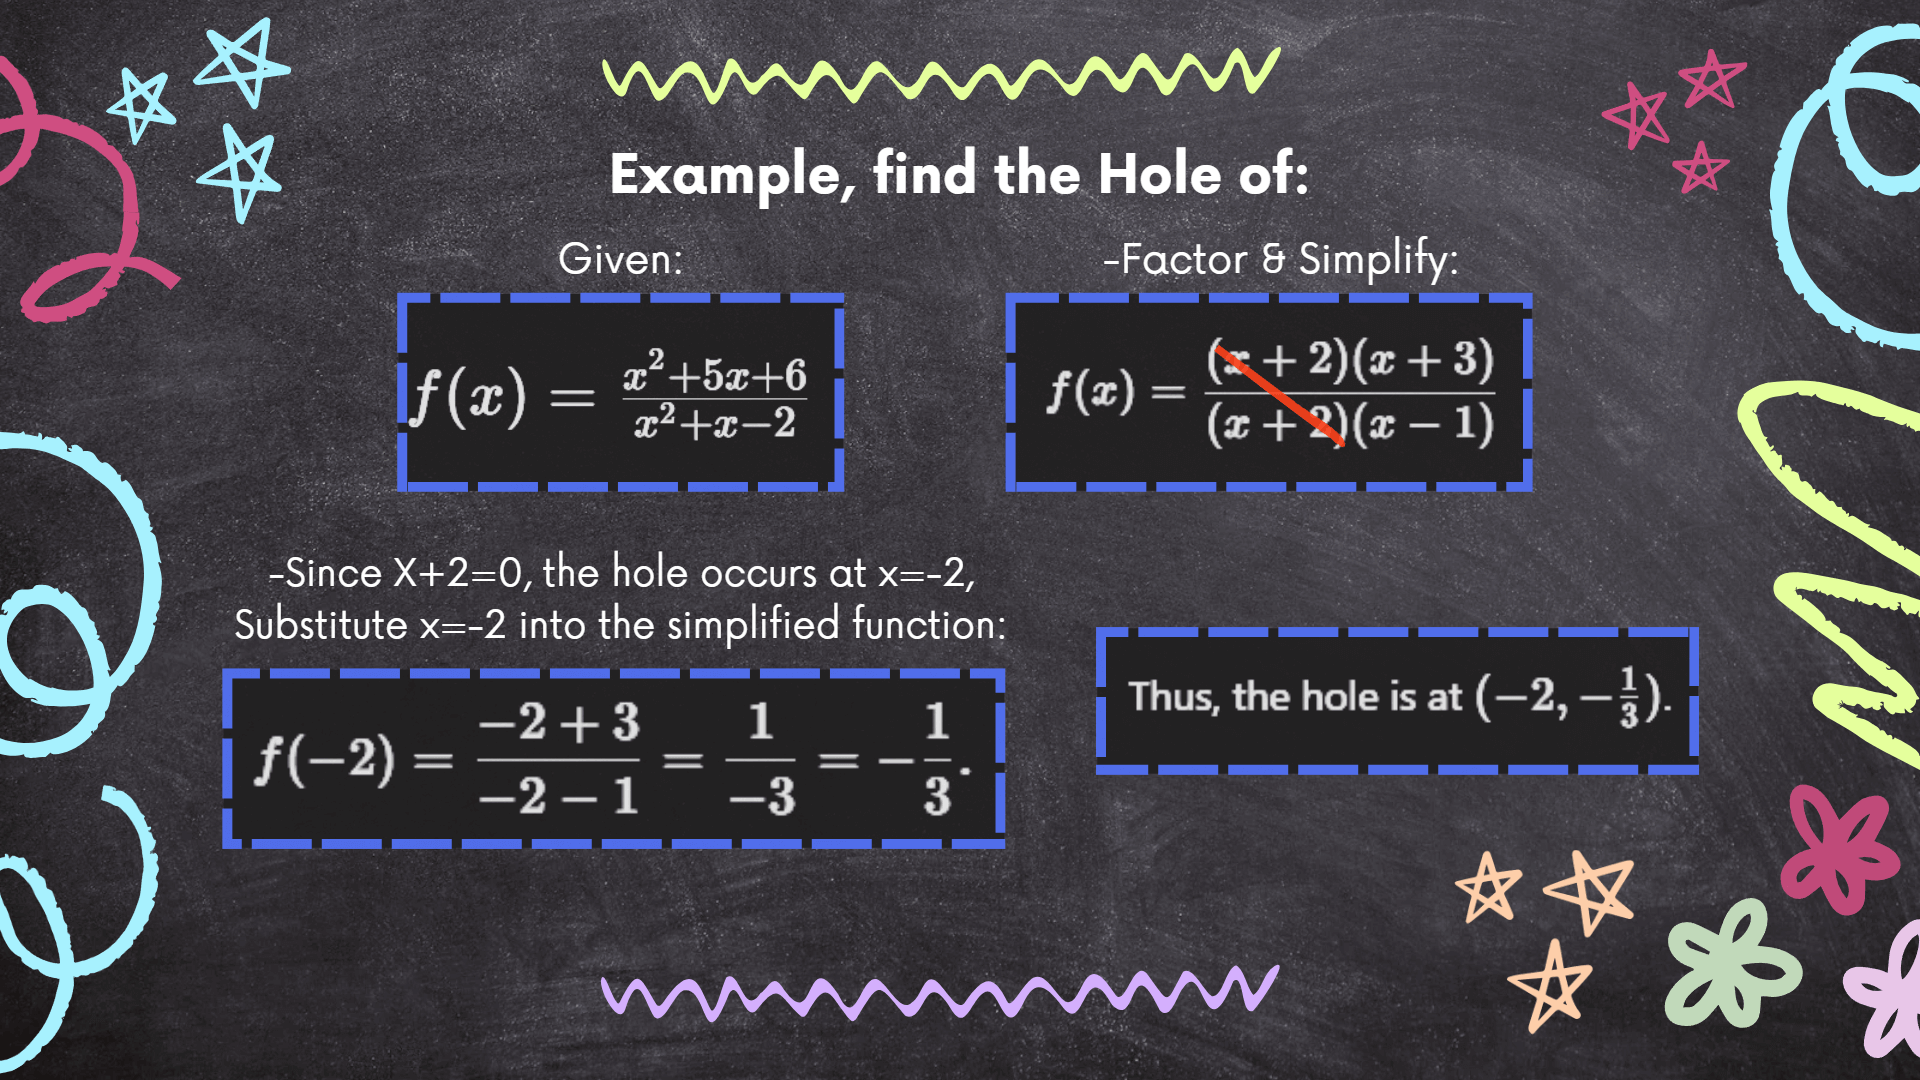 Example, find the Hole of:
Given:
f(x) = \frac{x^2+5x+6}{x^2+x-2}
-Factor & Simplify:
f(x) = \frac{(x + 2)(x + 3)}{(x + 2)(x - 1)}
-Since X+2=0, the hole occurs at x=-2,
Substitute x=-2 into the simplified function:
f(-2) = \frac{-2 + 3}{-2 - 1} = \frac{1}{-3} = -\frac{1}{3}.
Thus, the hole is at (-2, -\frac{1}{3}).